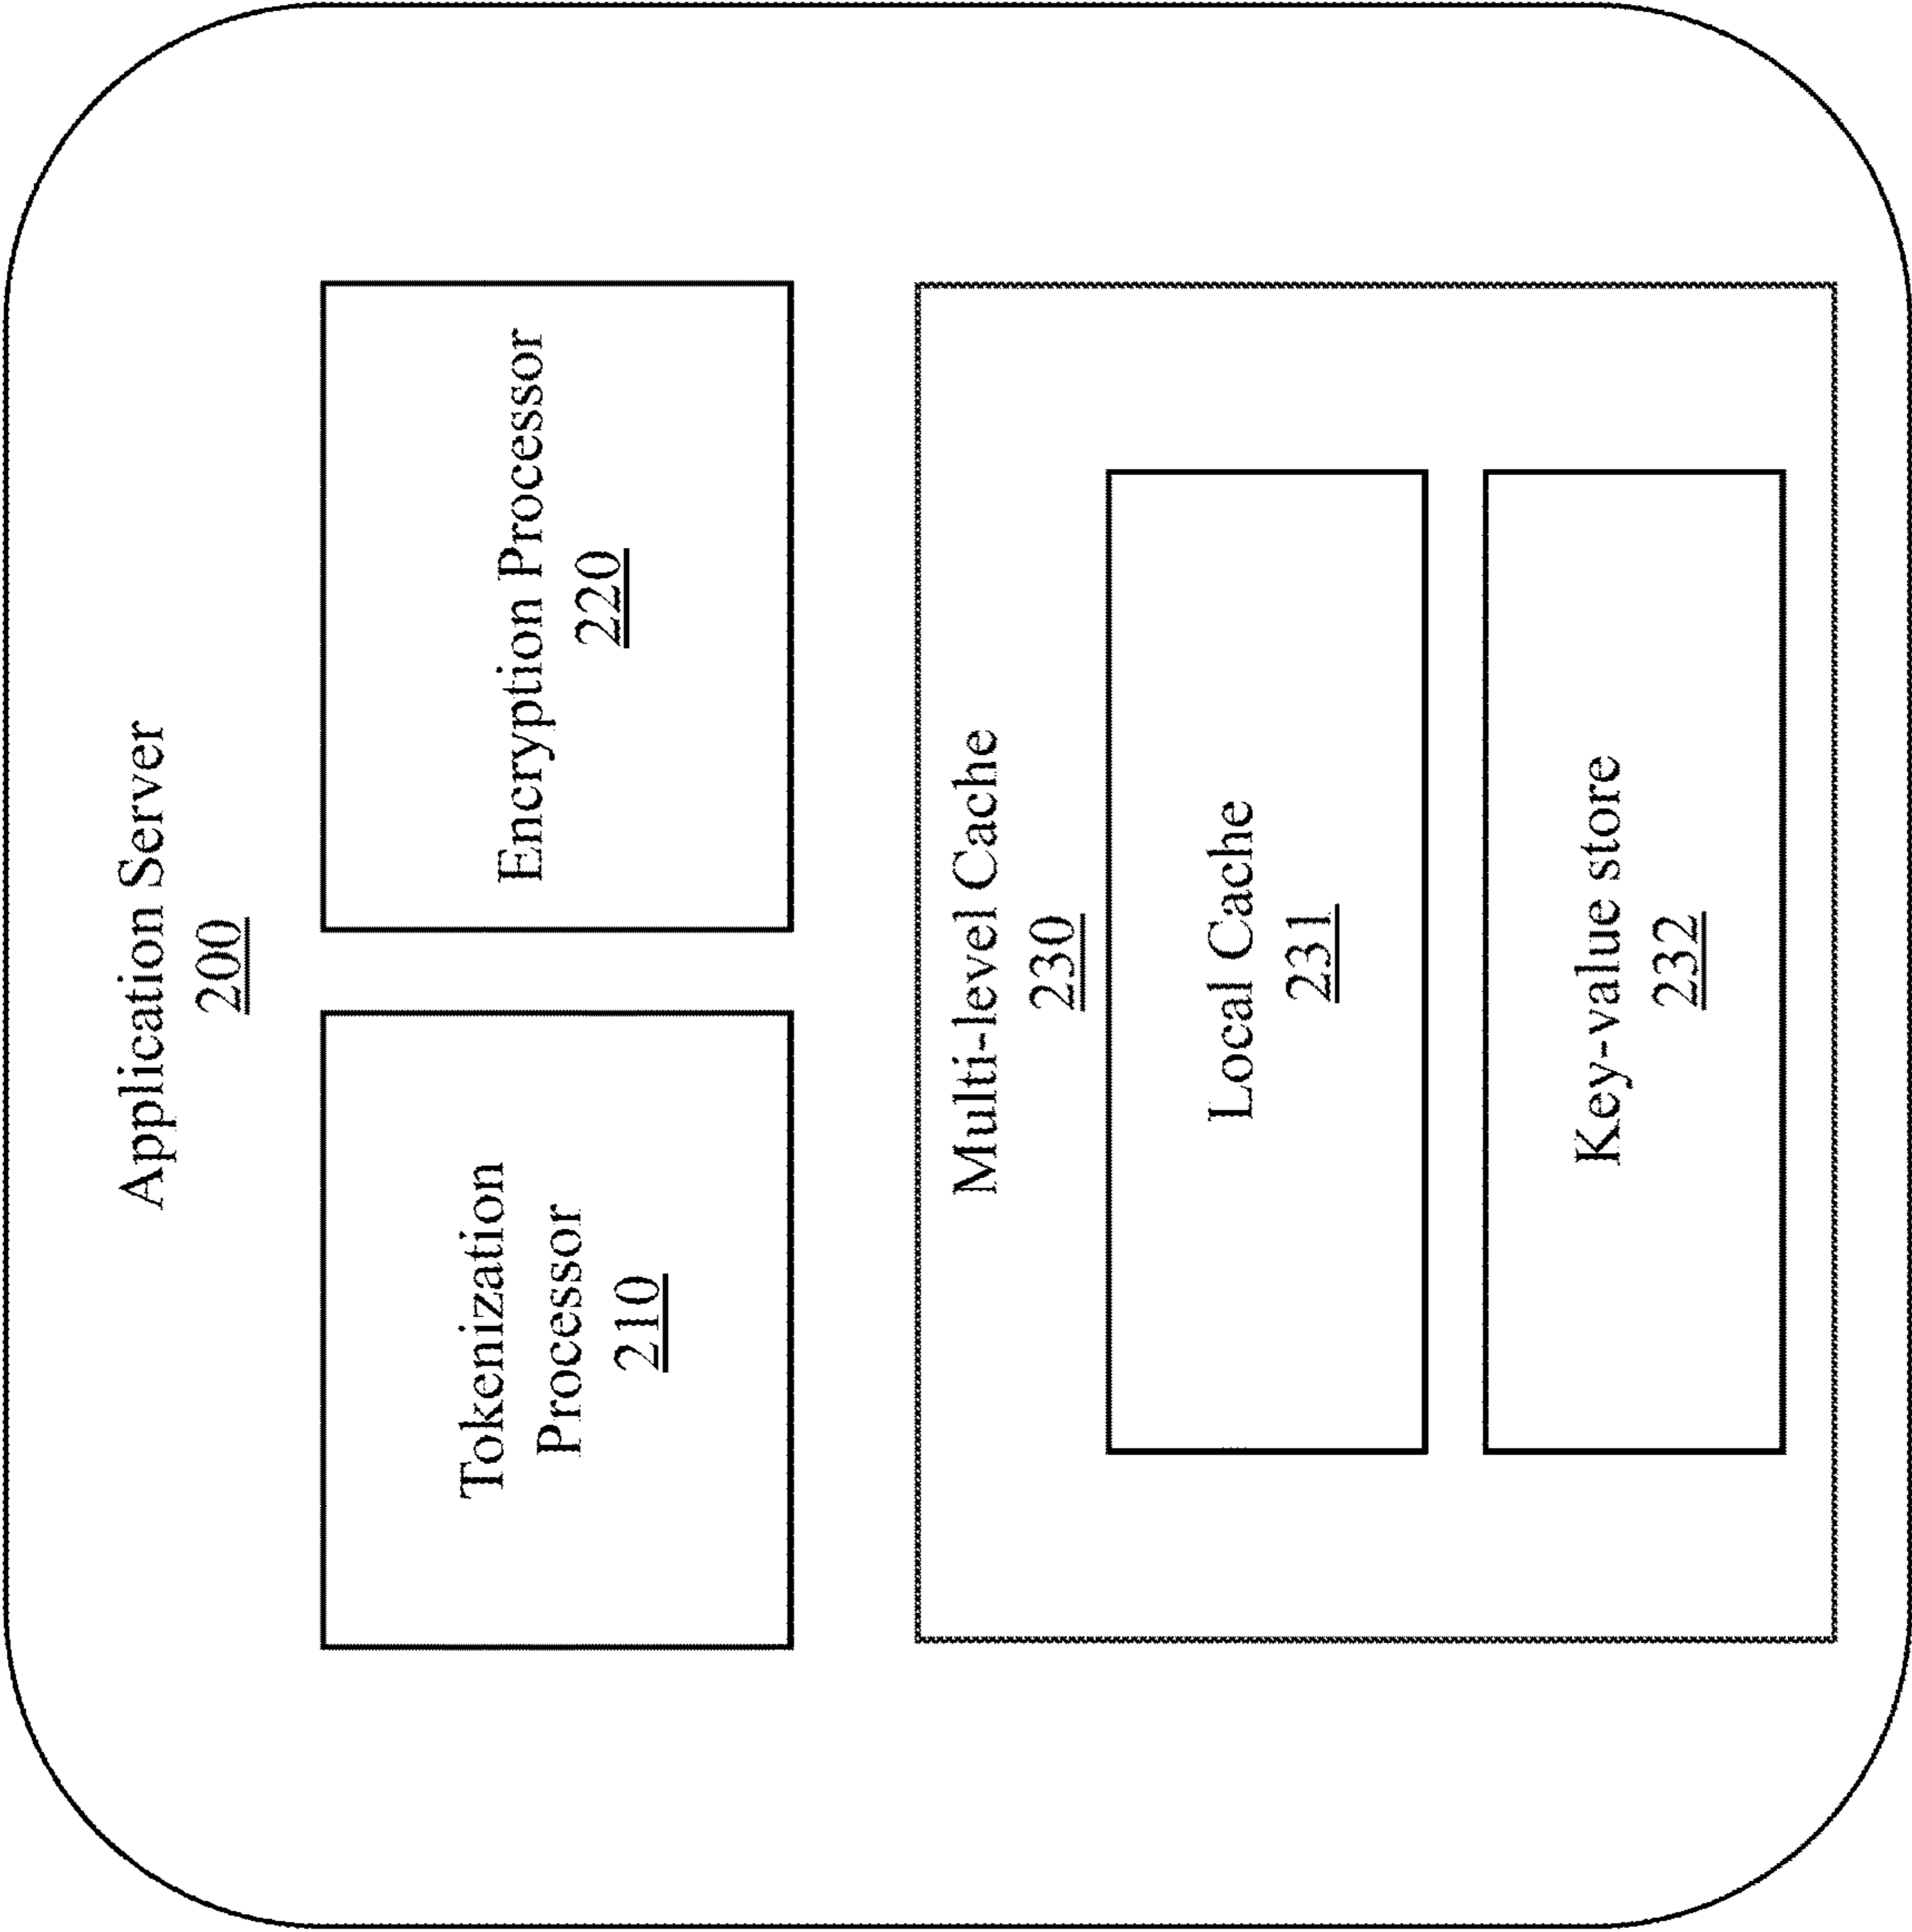 Application Server
200
Tokenization
Processor
210
Encryption Processor
220
Multi-level Cache
230
Local Cache
231
Key-value store
232